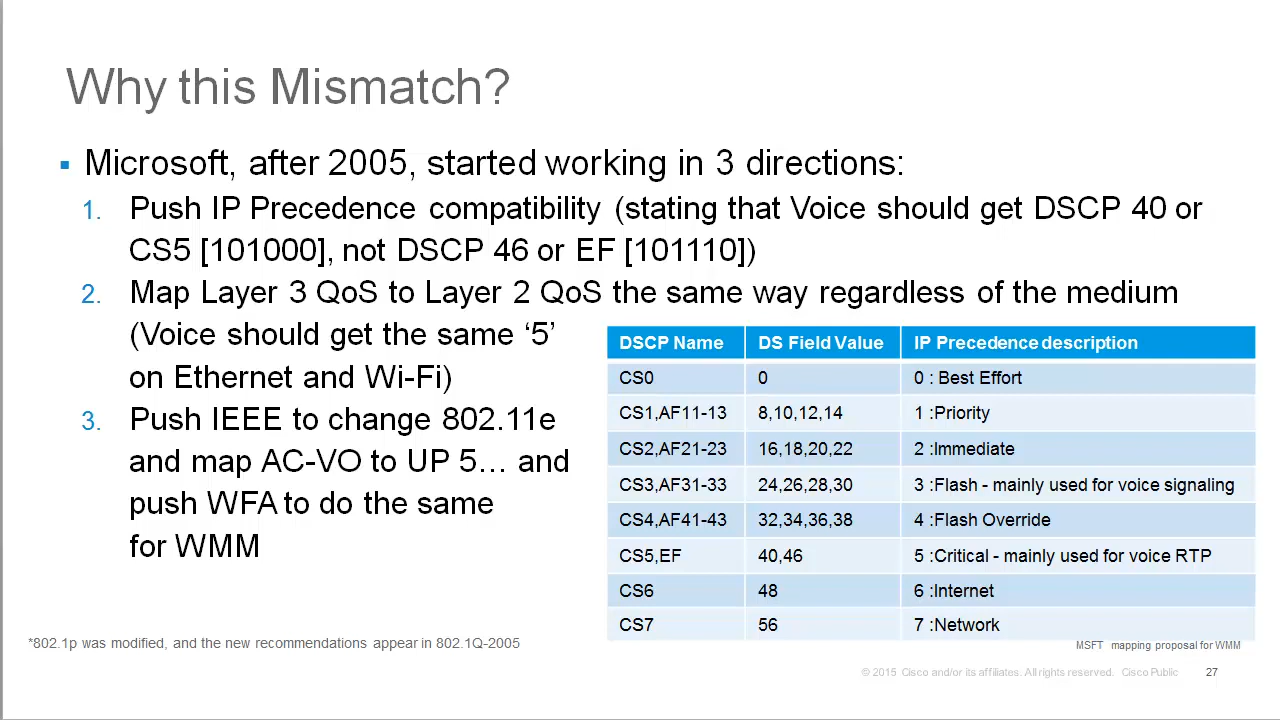 Why this Mismatch?
Microsoft, after 2005, started working in 3 directions:
1. Push IP Precedence compatibility (stating that Voice should get DSCP 40 or
CS5 [101000], not DSCP 46 or EF [101110])
2. Map Layer 3 QoS to Layer 2 QoS the same way regardless of the medium
(Voice should get the same ‘5’
on Ethernet and Wi-Fi)
3. Push IEEE to change 802.11e
and map AC-VO to UP 5… and
push WFA to do the same
for WMM
DSCP Name DS Field Value IP Precedence description
CS0 0 0 : Best Effort
CS1,AF11-13 8,10,12,14 1 :Priority
CS2,AF21-23 16,18,20,22 2 :Immediate
CS3,AF31-33 24,26,28,30 3 :Flash - mainly used for voice signaling
CS4,AF41-43 32,34,36,38 4 :Flash Override
CS5,EF 40,46 5 :Critical - mainly used for voice RTP
CS6 48 6 :Internet
CS7 56 7 :Network
*802.1p was modified, and the new recommendations appear in 802.1Q-2005
MSFT mapping proposal for WMM
© 2015 Cisco and/or its affiliates. All rights reserved. Cisco Public 27